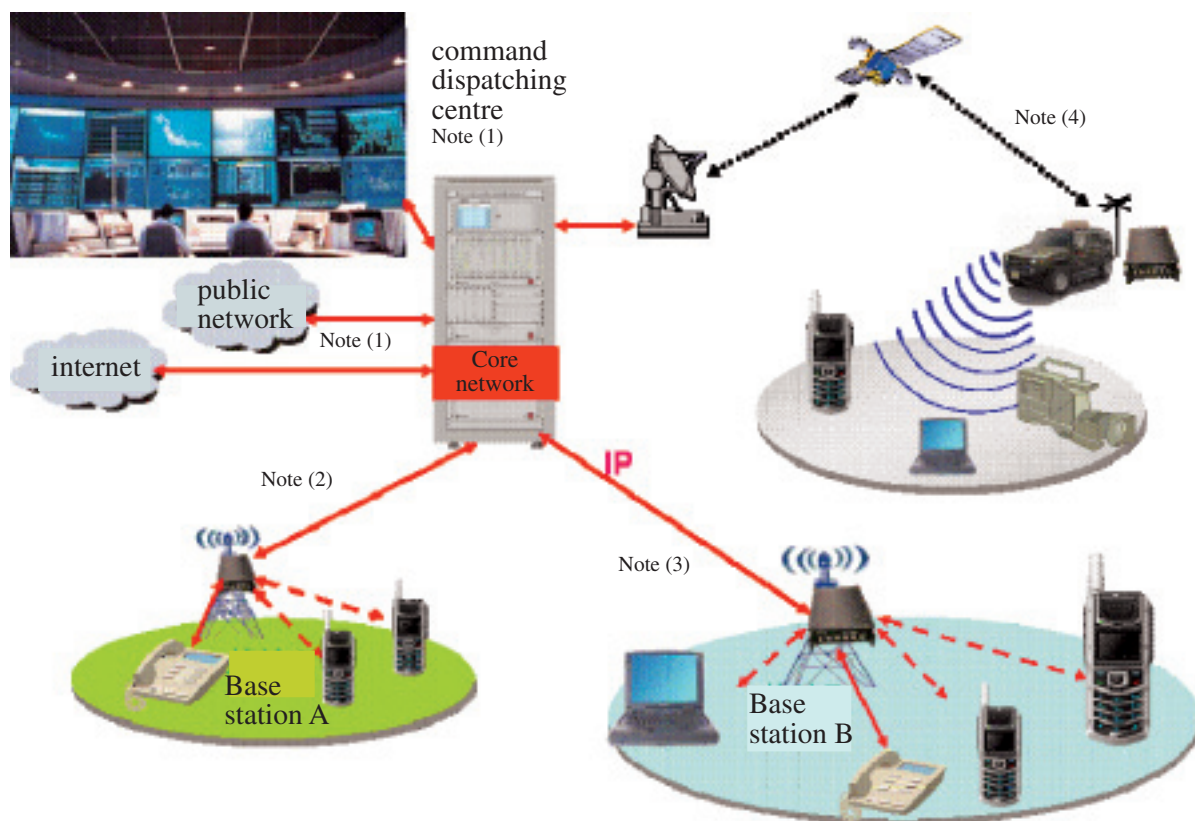 command
dispatching
centre
Note (1)
Note (4)
public
network
Note (1)
internet
Core
network
IP
Note (2)
Note (3)
Base
station A
Base
station B